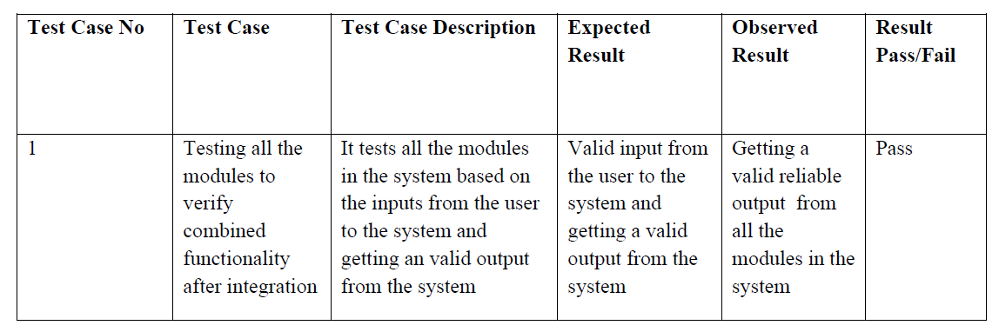 Test Case No
Test Case
Test Case Description
Expected
Result
Observed
Result
Result
Pass/Fail
1
Testing all the
modules to
verify
combined
functionality
after integration
It tests all the modules
in the system based on
the inputs from the user
to the system and
getting an valid output
from the system
Valid input from
the user to the
system and
getting a valid
output from the
system
Getting a
valid reliable
output from
all the
modules in the
system
Pass